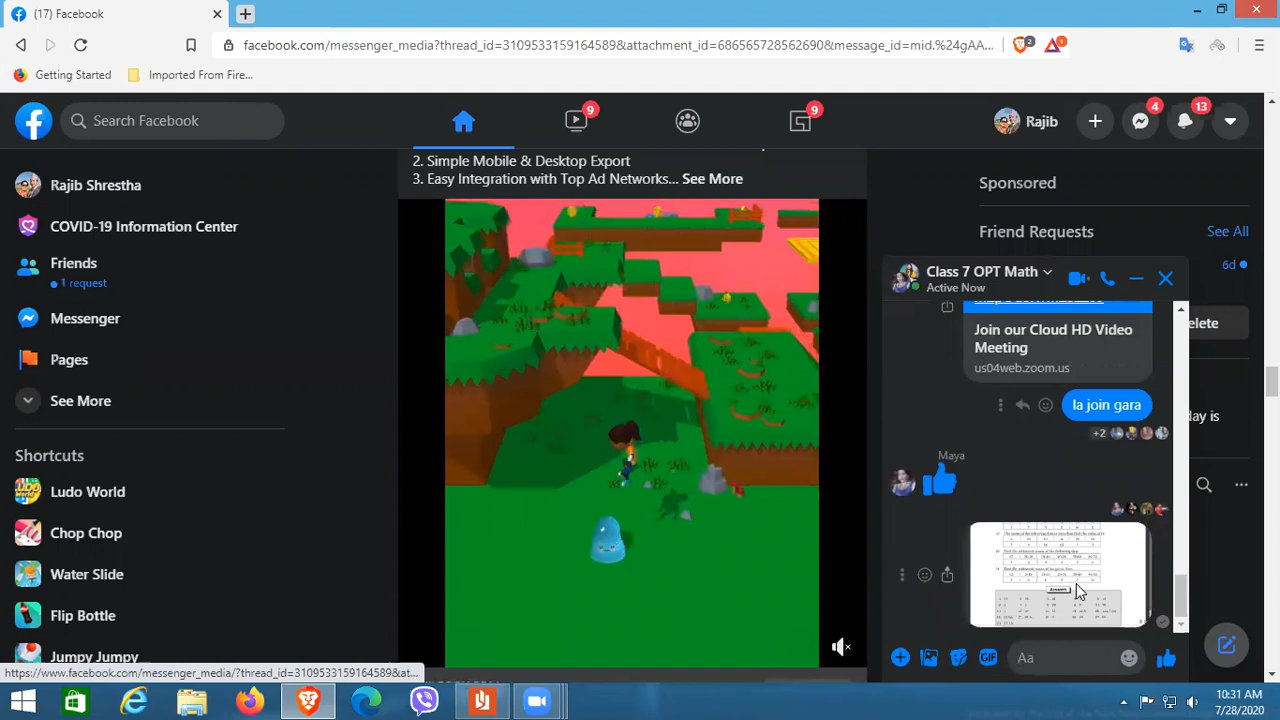 (17) Facebook
facebook.com/messenger_media?thread_id=3109533159164589&attachment_id=686565728592690&message_id=mid.%24gAA...
2
1
Getting Started
Imported From Fire...
Search Facebook
9
9
Rajib
4
13
Rajib Shrestha
COVID-19 Information Center
Friends
1 request
Messenger
Pages
See More
Shortcuts
Ludo World
Chop Chop
Water Slide
Flip Bottle
Jumpy Jumpy
2. Simple Mobile & Desktop Export
3. Easy Integration with Top Ad Networks... See More
Sponsored
Friend Requests
See All
6d
Class 7 OPT Math
Active Now
Join our Cloud HD Video
Meeting
us04web.zoom.us
la join gara
+2
Maya
Answers
Aa
GIF
https://www.facebook.com/messenger_media/?thread_id=3109533159164589&at...
10:31 AM
7/28/2020